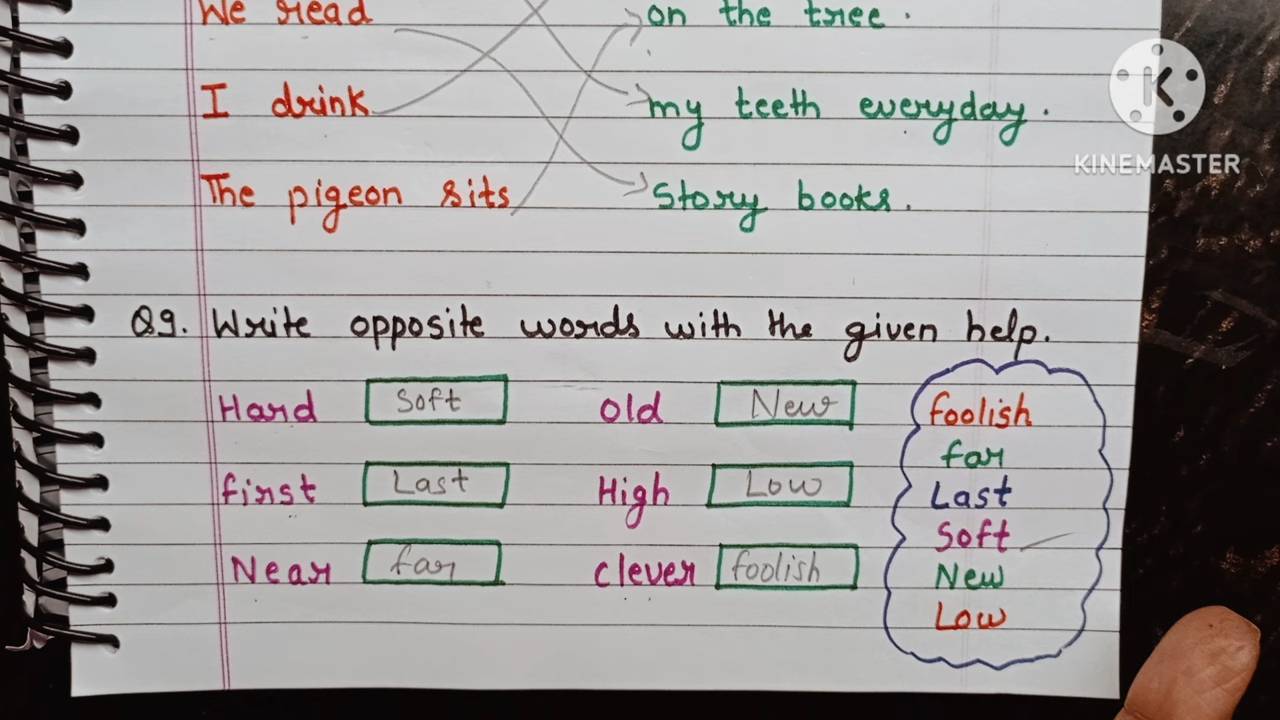 We read on the tree.
I drink my teeth everyday.
KINEMASTER
The pigeon sits Story books.
Q9. Write opposite words with the given help.
Hard Soft Old New foolish
far
first Last High Low Last
Soft
Near far clever foolish New
Low